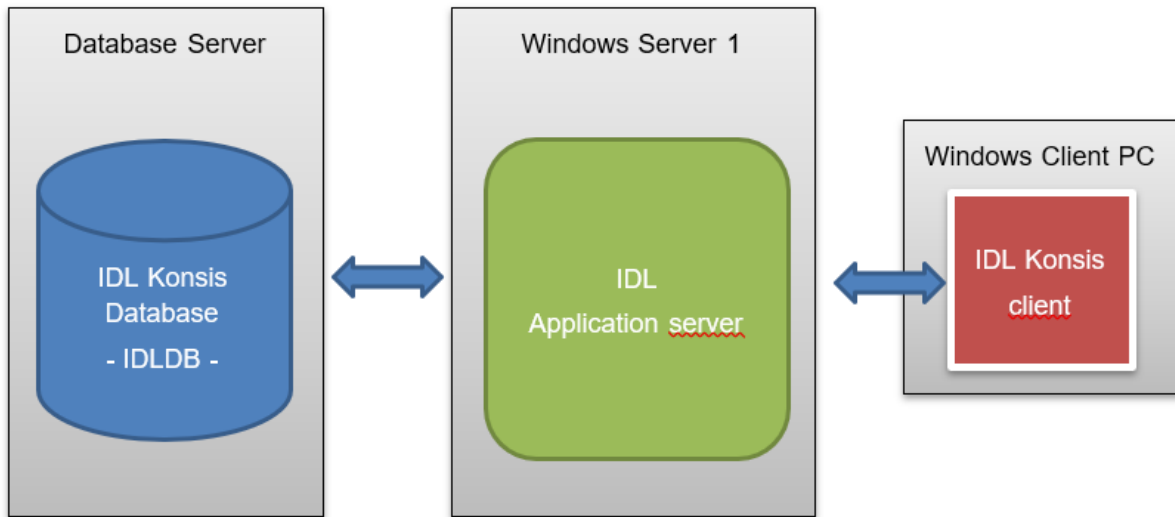 Database Server
IDL Konsis
Database
- IDLDB -
Windows Server 1
IDL
Application server
Windows Client PC
IDL Konsis
client